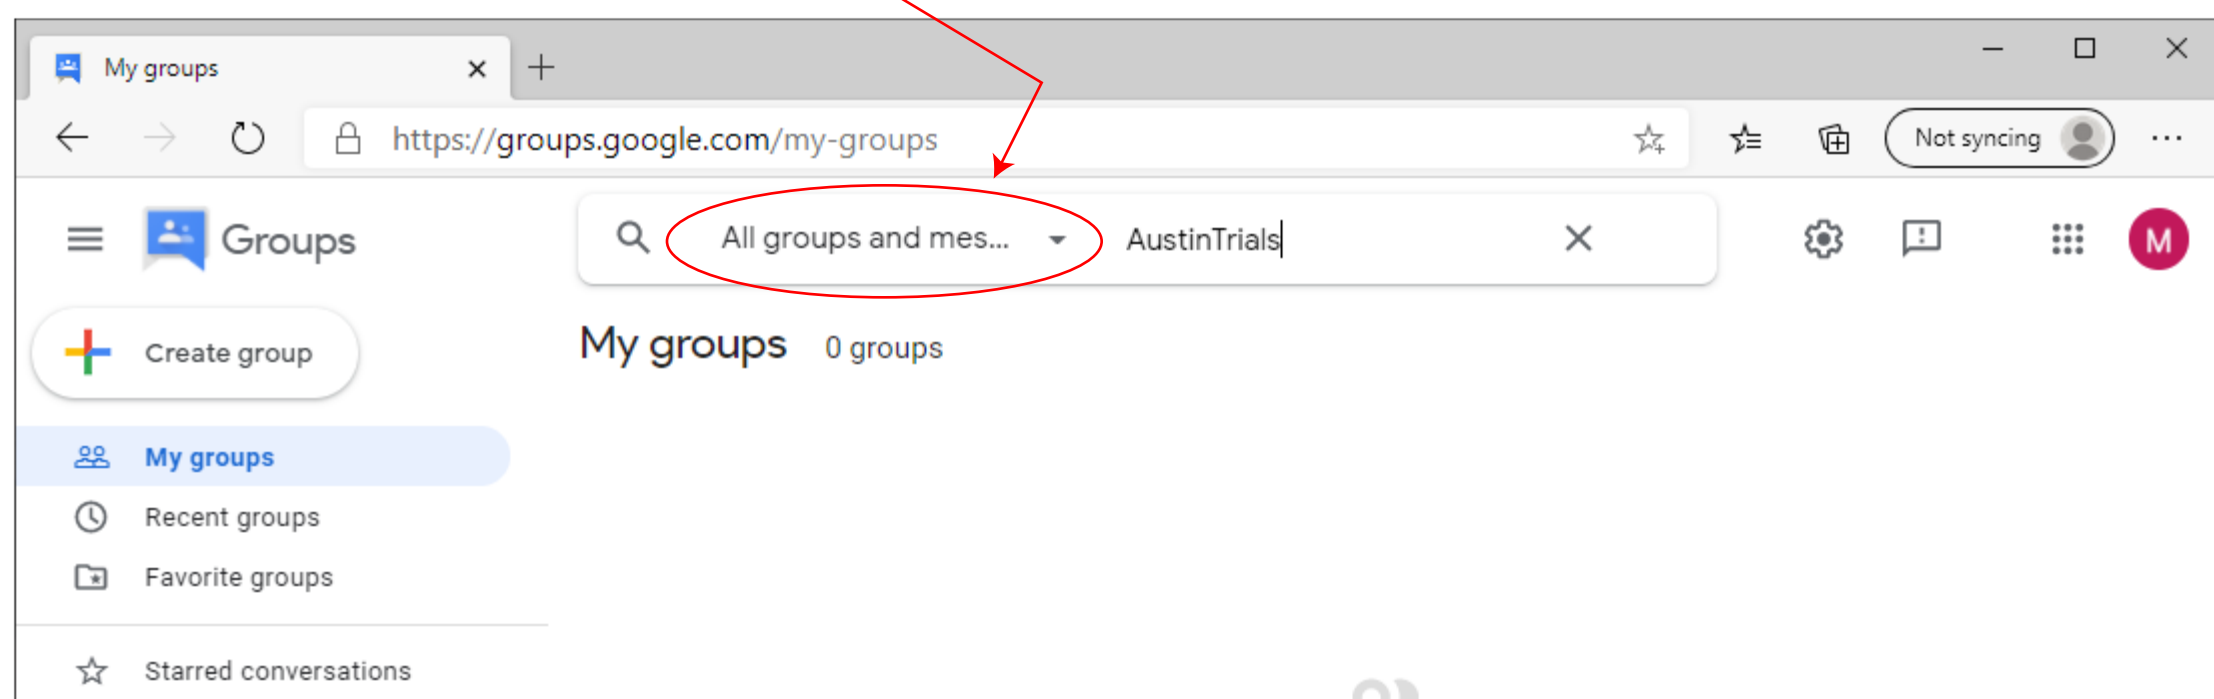 My groups
https://groups.google.com/my-groups
Not syncing
Groups
All groups and mes...
AustinTrials
M
Create group
My groups 0 groups
My groups
Recent groups
Favorite groups
Starred conversations